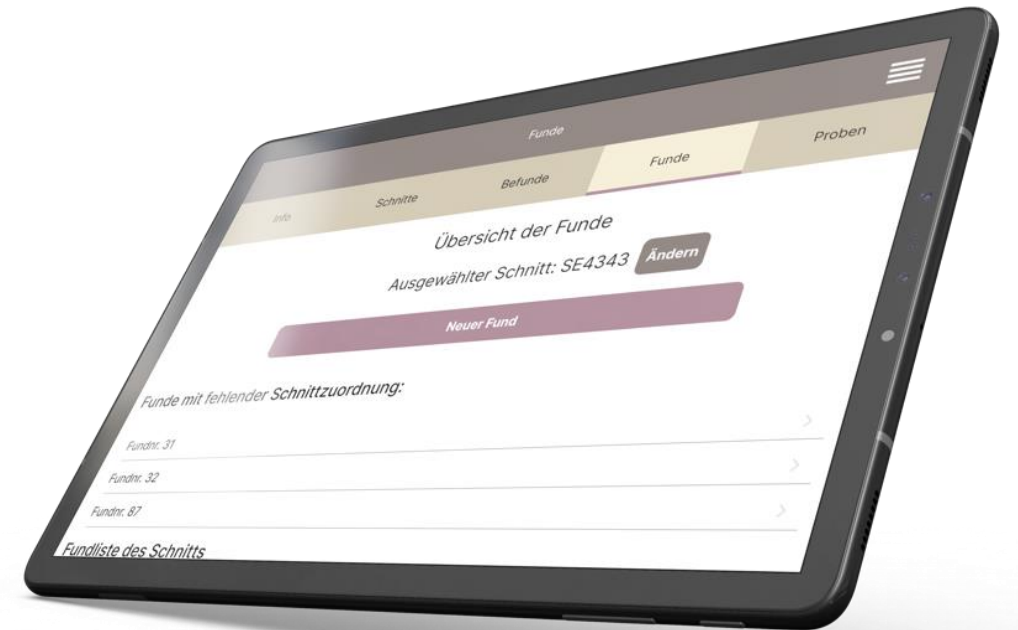 Funde
Info
Schnitte
Befunde
Funde
Proben
Übersicht der Funde
Ausgewählter Schnitt: SE4343
Ändern
Neuer Fund
Funde mit fehlender Schnittzuordnung:
Fundnr. 31
Fundnr. 32
Fundnr. 87
Fundliste des Schnitts